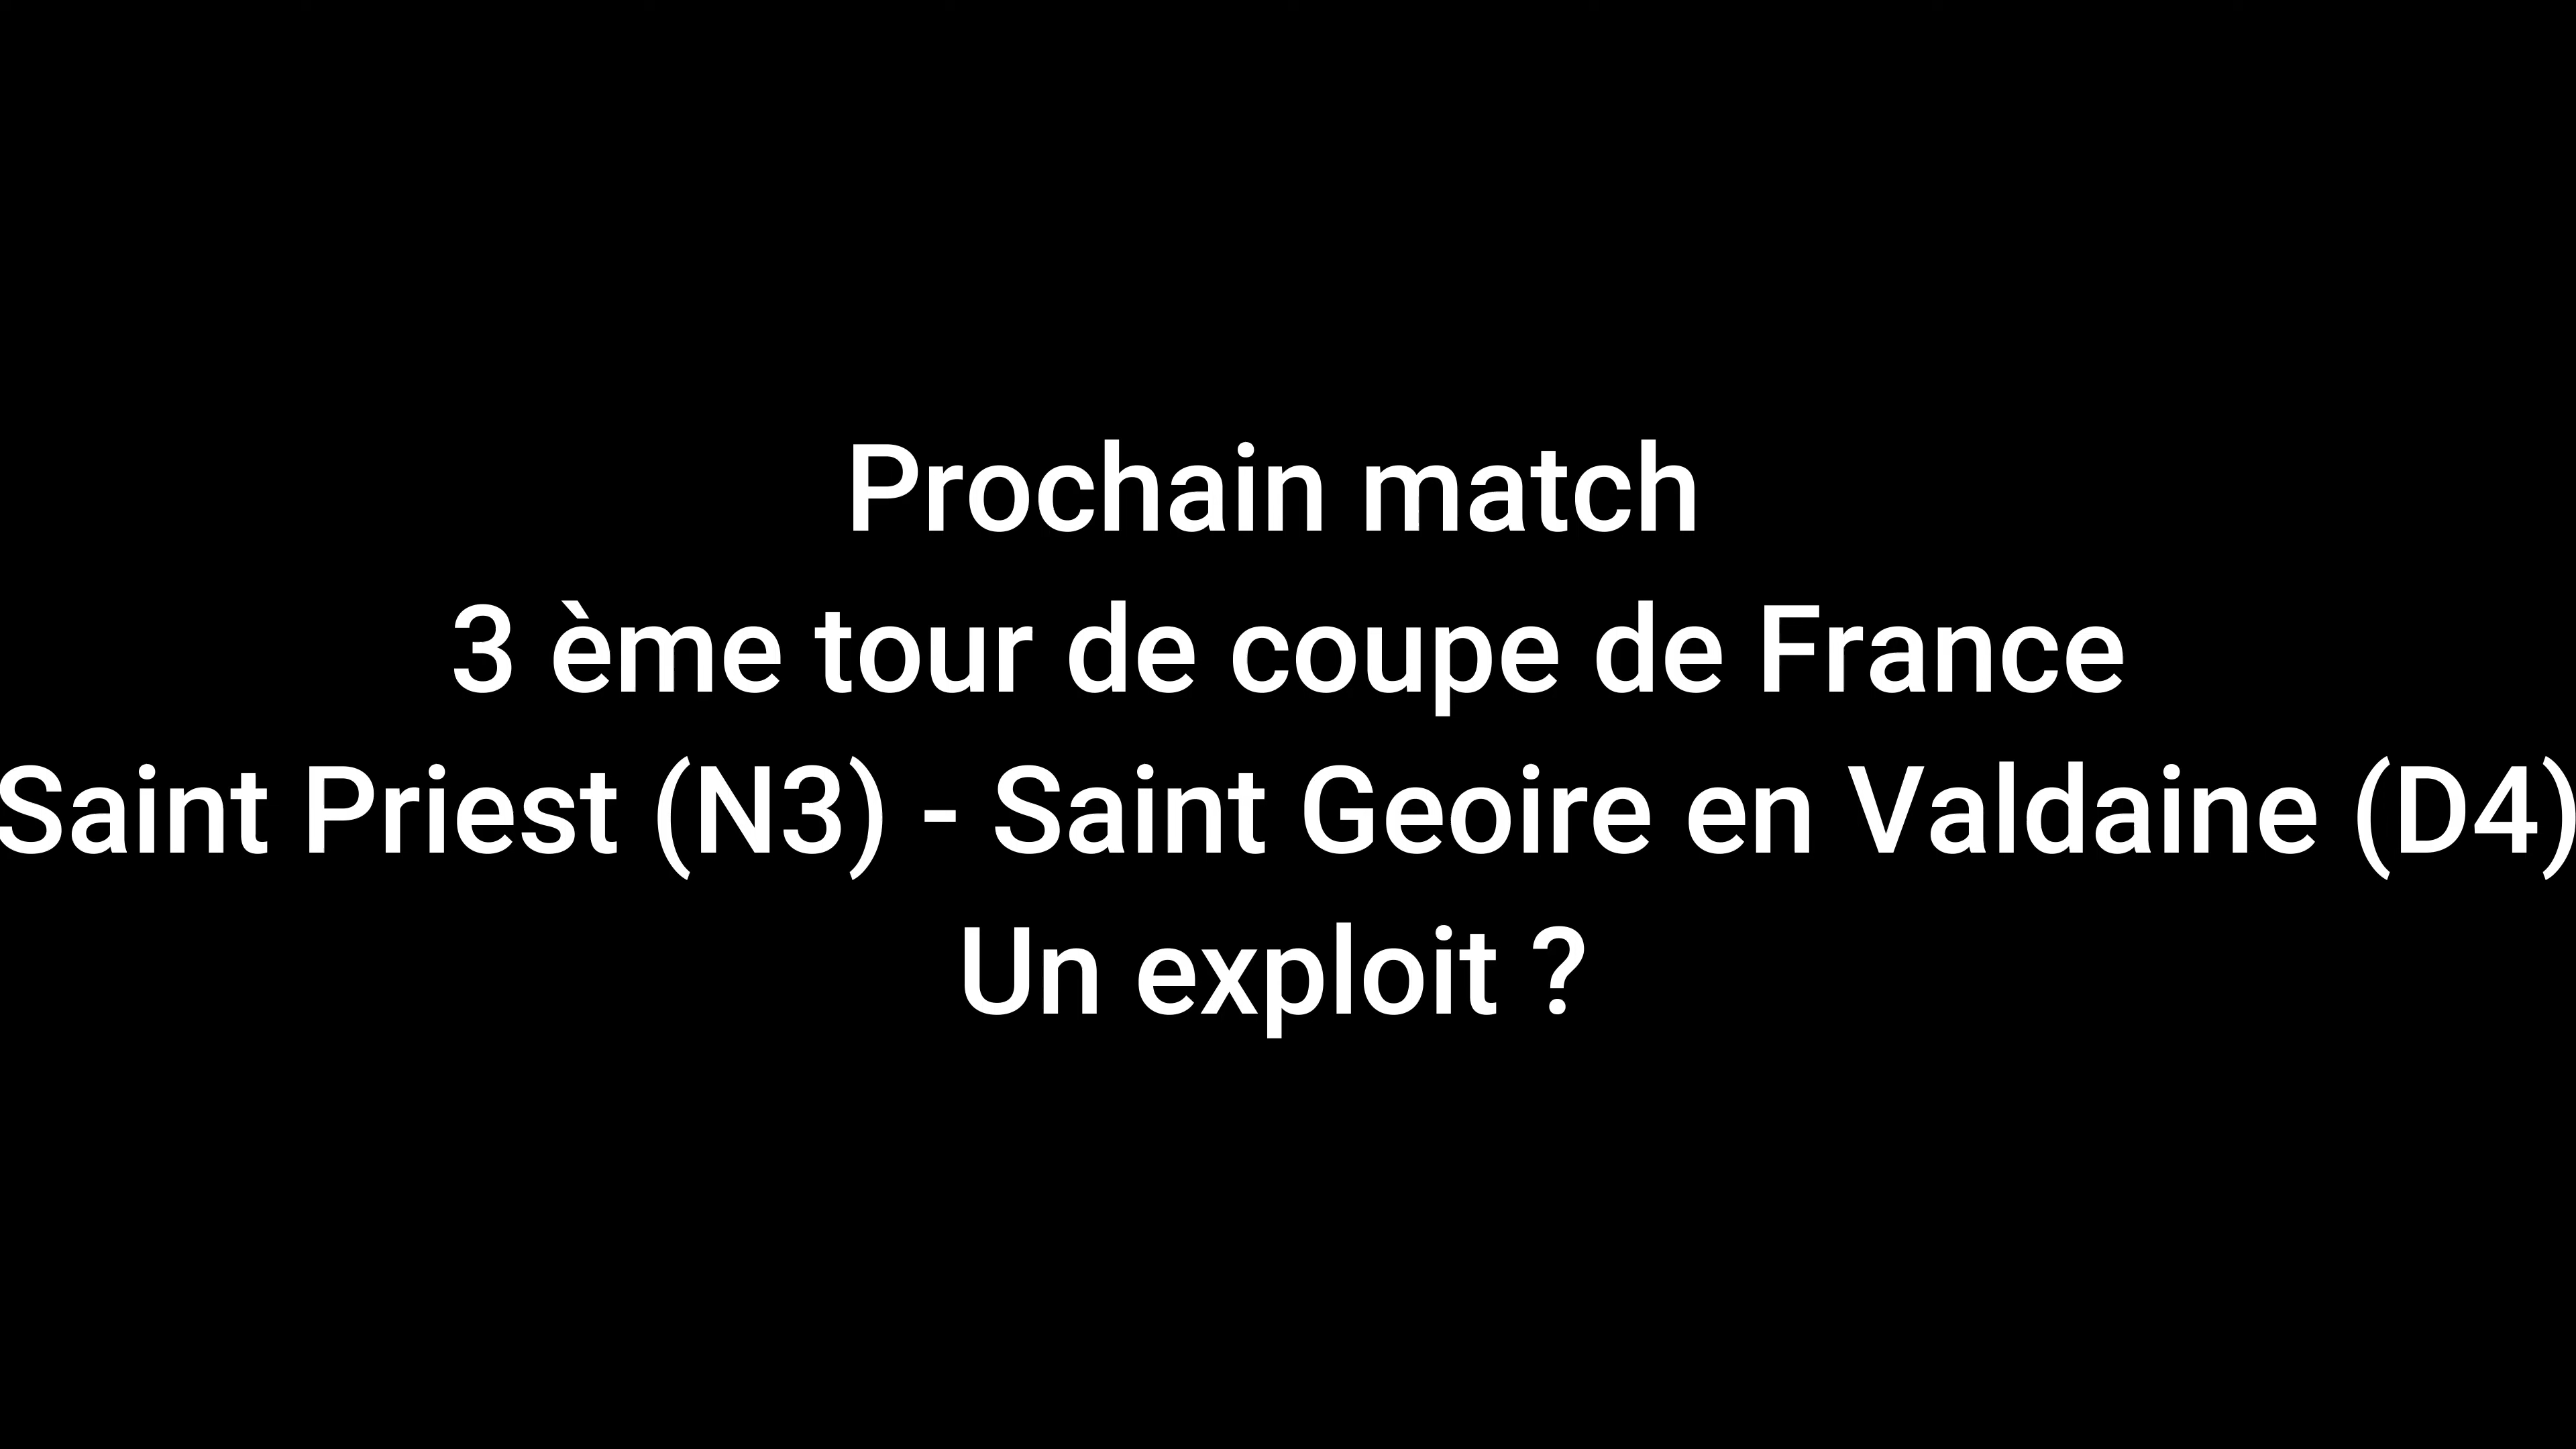 Prochain match
3 ème tour de coupe de France
Saint Priest (N3) - Saint Geoire en Valdaine (D4)
Un exploit ?